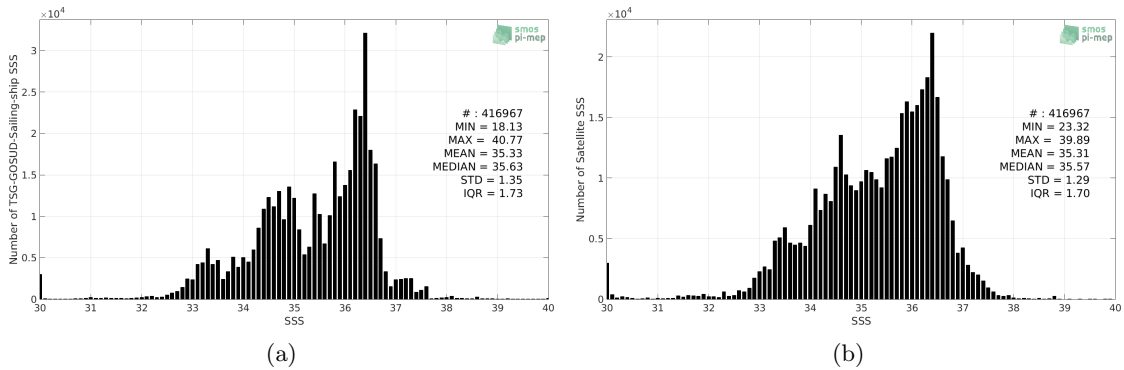 ×10⁴
3
2.5
2
1.5
1
0.5
0
30 31 32 33 34 35 36 37 38 39 40
SSS
Number of TSG-GOSUD-Sailing-ship SSS
smos
pi-mep
# : 416967
MIN = 18.13
MAX = 40.77
MEAN = 35.33
MEDIAN = 35.63
STD = 1.35
IQR = 1.73
(a)
×10⁴
2
1.5
1
0.5
0
30 31 32 33 34 35 36 37 38 39 40
SSS
Number of Satellite SSS
smos
pi-mep
# : 416967
MIN = 23.32
MAX = 39.89
MEAN = 35.31
MEDIAN = 35.57
STD = 1.29
IQR = 1.70
(b)